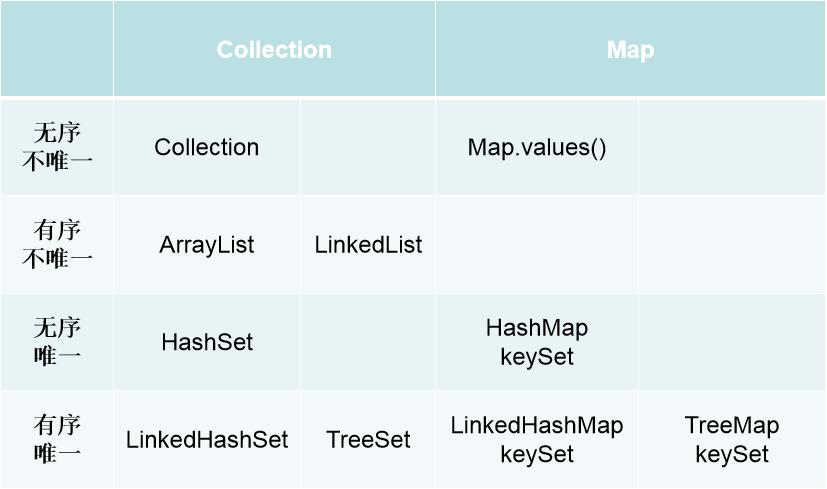 Collection
Map
无序
不唯一
Collection
Map.values()
有序
不唯一
ArrayList
LinkedList
无序
唯一
HashSet
HashMap
keySet
有序
唯一
LinkedHashSet
TreeSet
LinkedHashMap
keySet
TreeMap
keySet